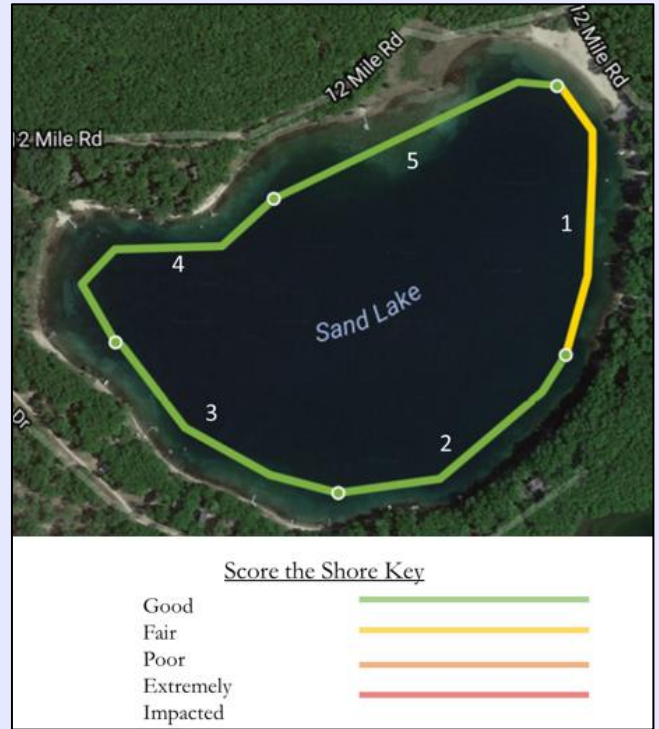 12 Mile Rd
12 Mile Rd
2 Mile Rd
5
1
4
Sand Lake
3
2
Dr
Score the Shore Key
Good
Fair
Poor
Extremely
Impacted